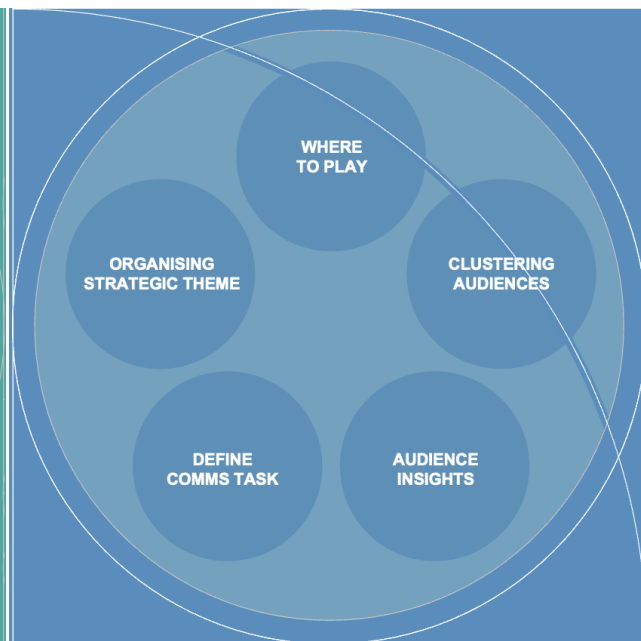 WHERE
TO PLAY
ORGANISING
STRATEGIC THEME
CLUSTERING
AUDIENCES
DEFINE
COMMS TASK
AUDIENCE
INSIGHTS